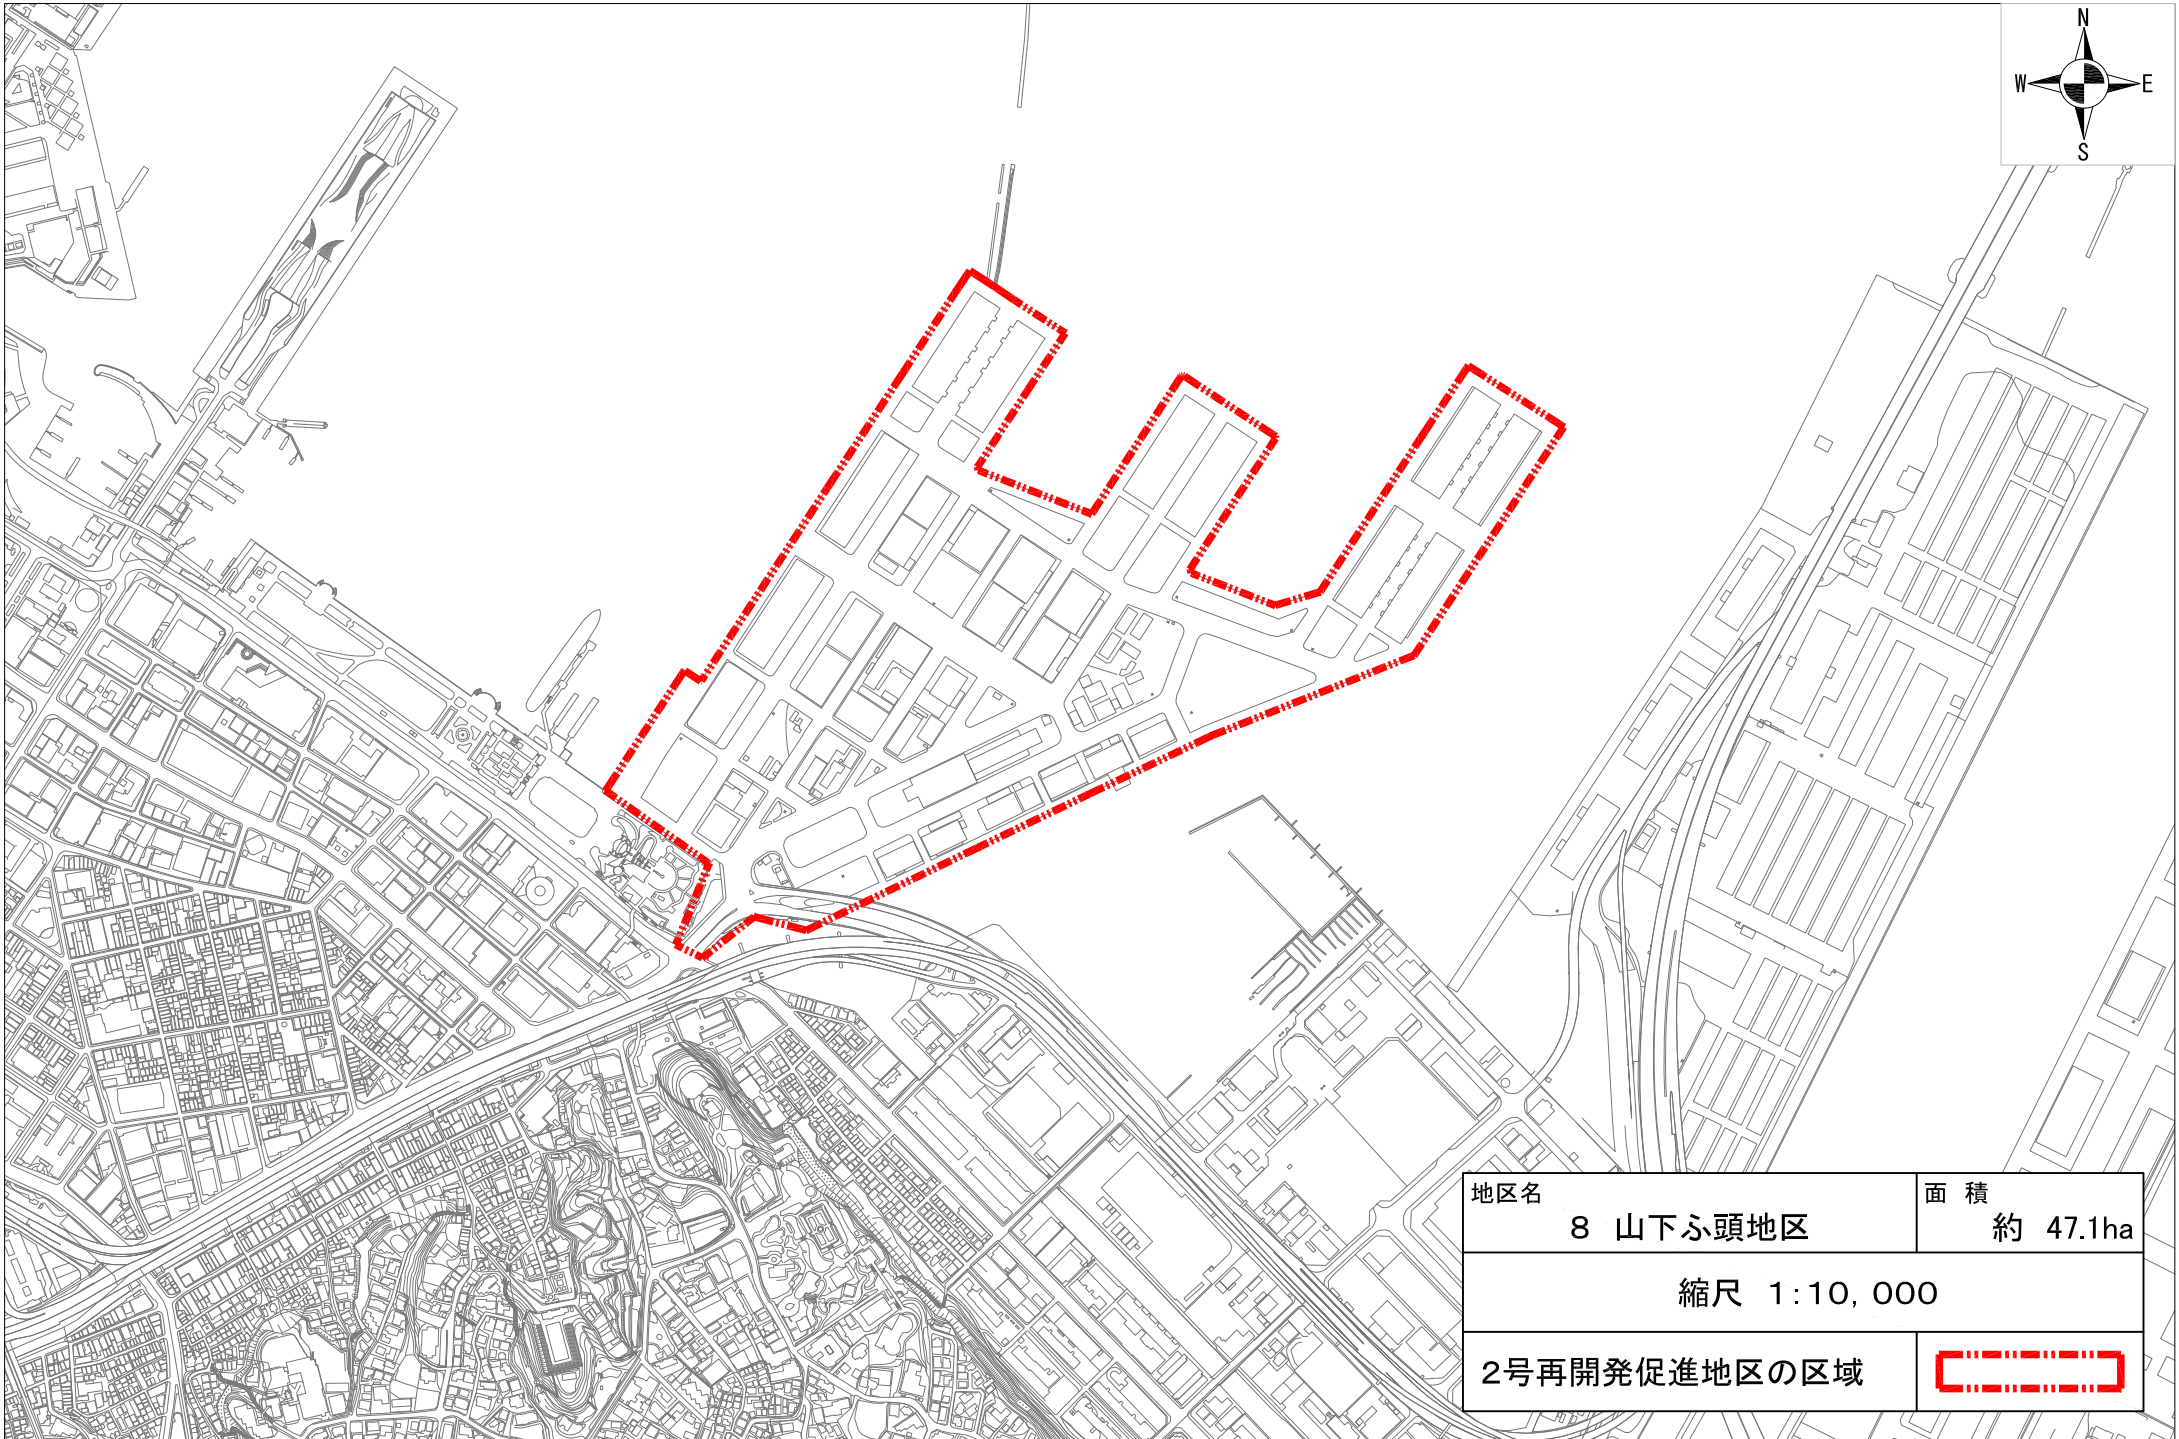 N
W E
S
地区名
8 山下ふ頭地区
面 積
約 47.1ha
縮尺 1:10,000
2号再開発促進地区の区域